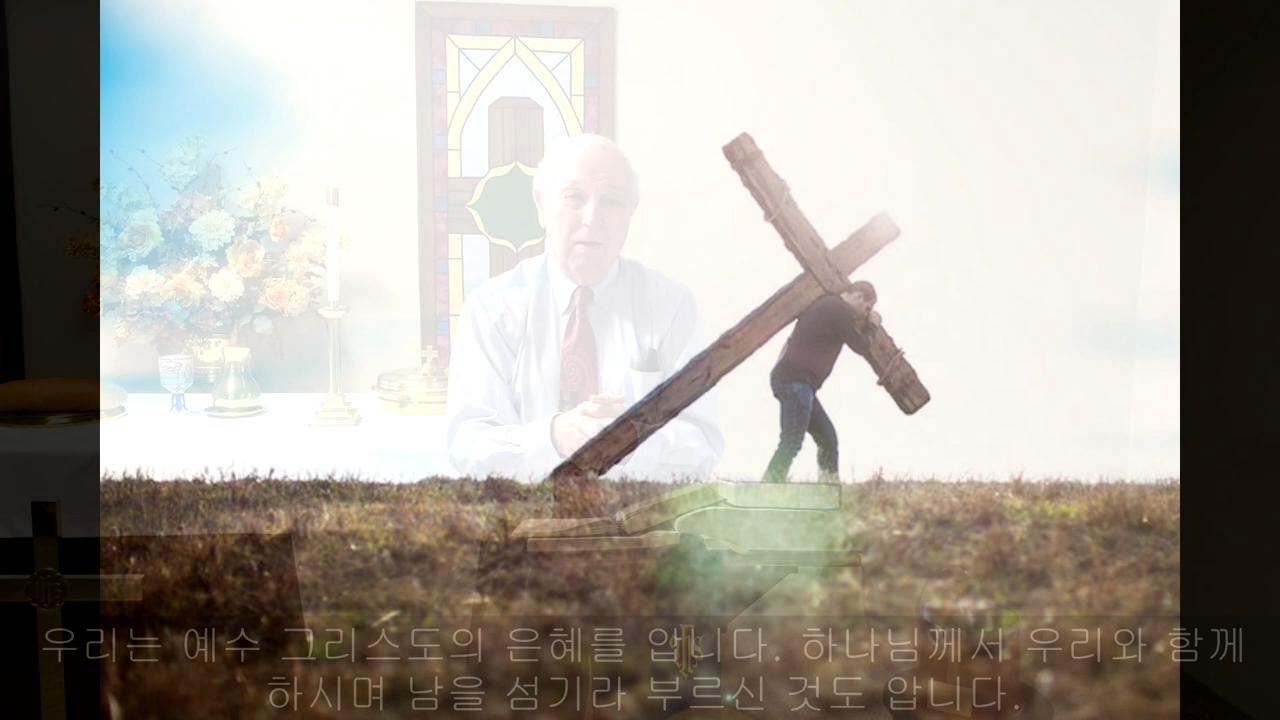 우리는 예수 그리스도의 은혜를 압니다. 하나님께서 우리와 함께
하시며 남을 섬기라 부르신 것도 압니다.